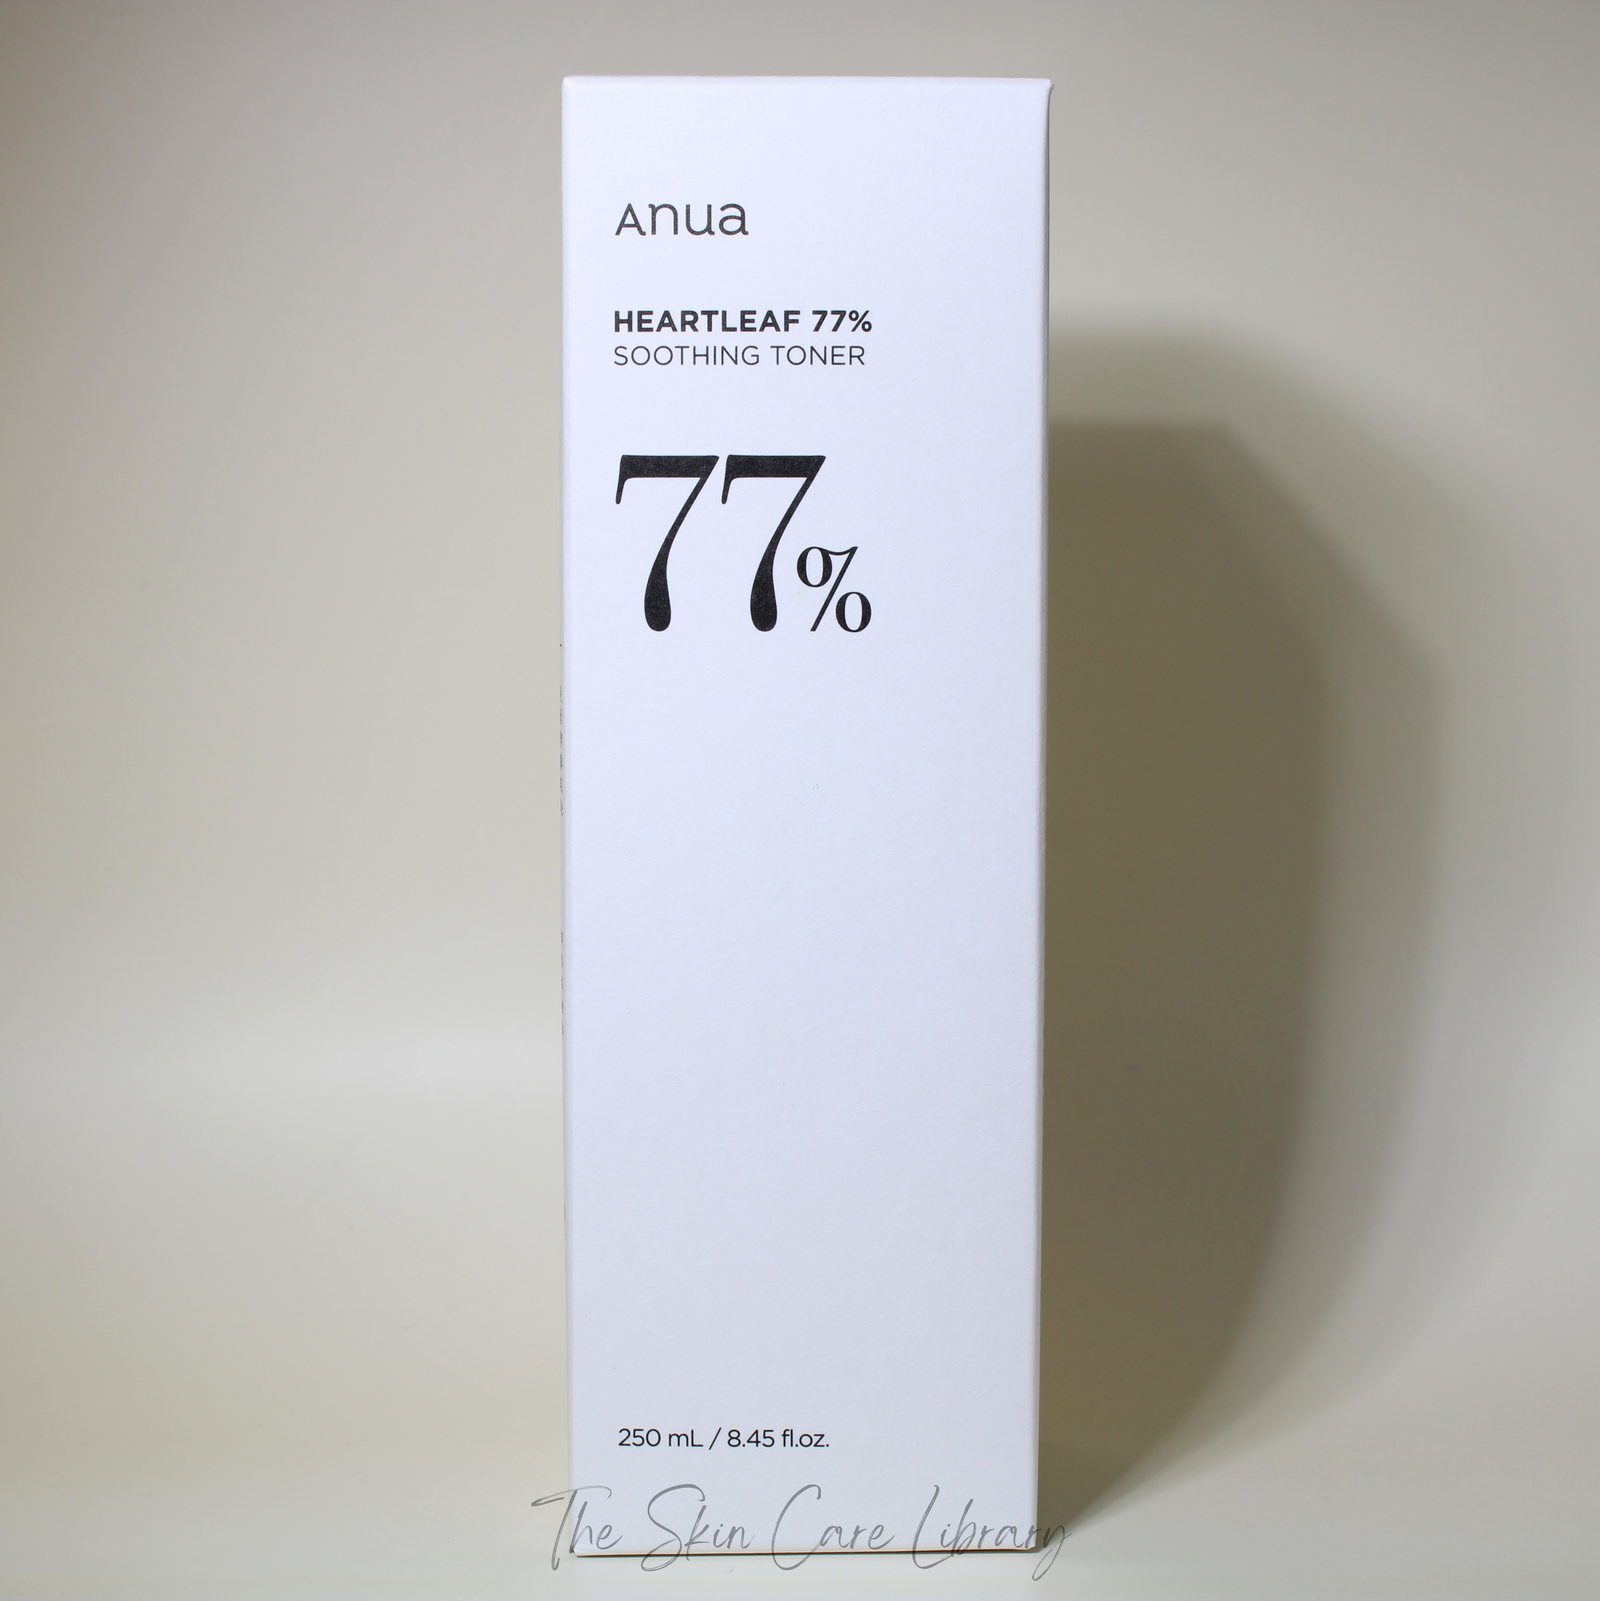 Anua
HEARTLEAF 77%
SOOTHING TONER
77%
250 mL / 8.45 fl.oz.
The Skin Care Library